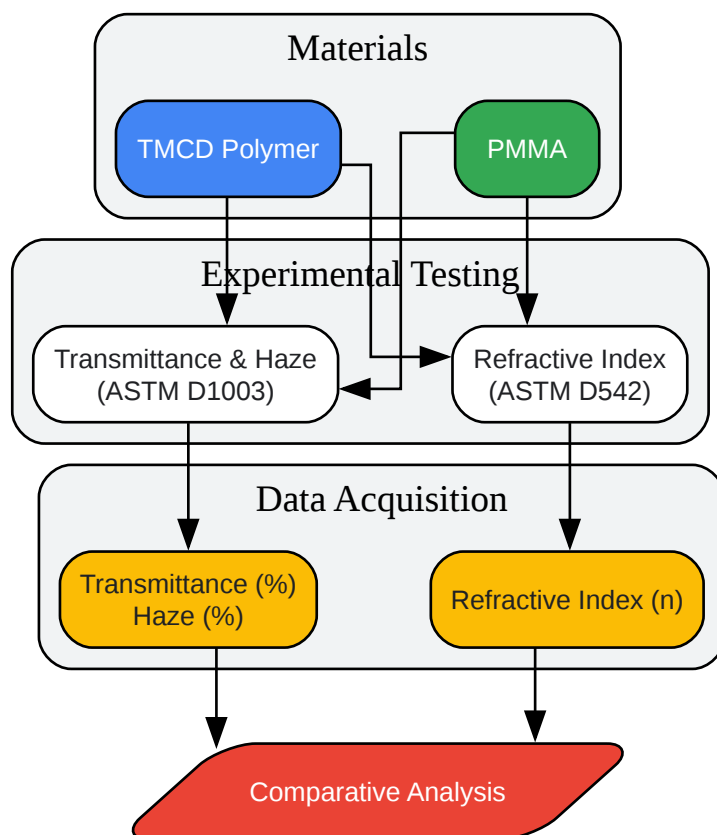 Materials
TMCD Polymer
PMMA
Experimental Testing
Transmittance & Haze
(ASTM D1003)
Refractive Index
(ASTM D542)
Data Acquisition
Transmittance (%)
Haze (%)
Refractive Index (n)
Comparative Analysis